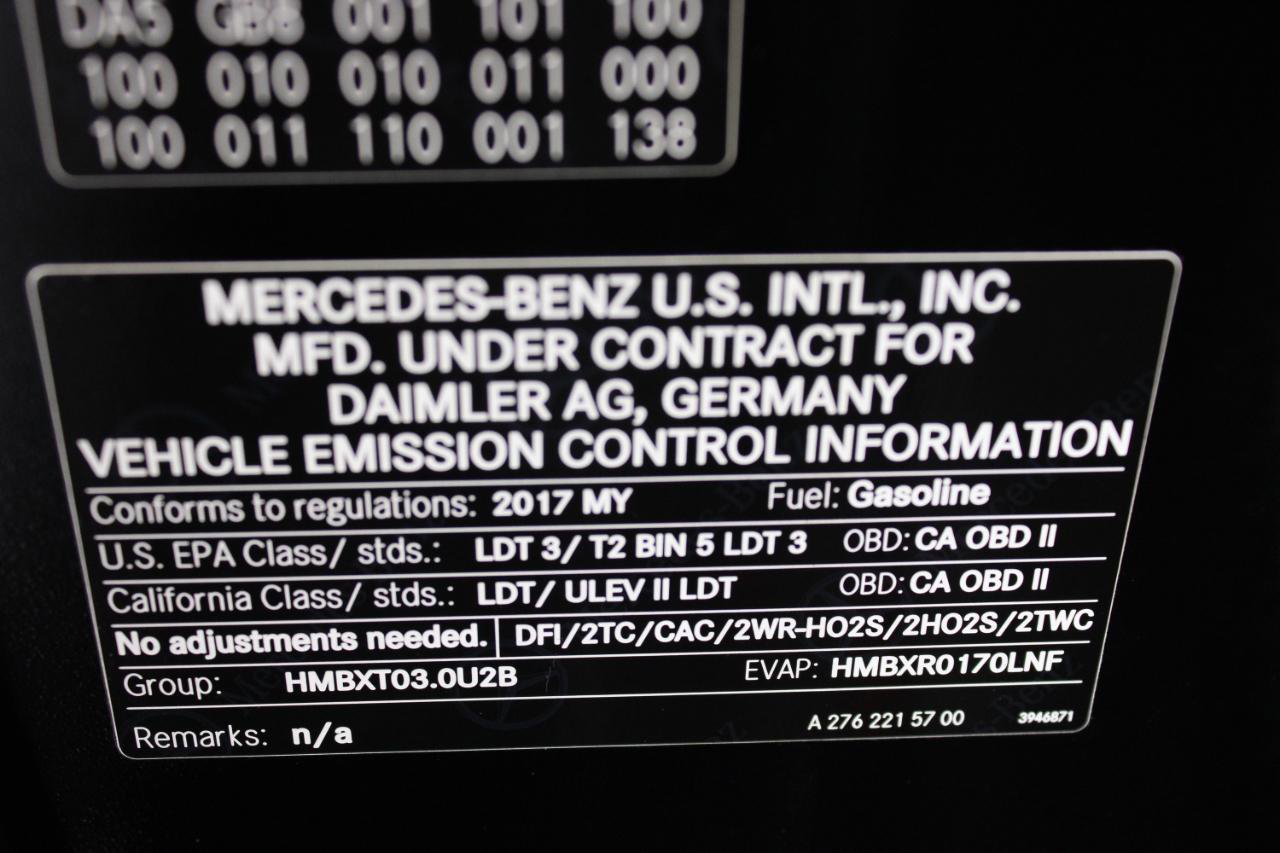 DAS GB8 001 101 100
100 010 010 011 000
100 011 110 001 138
MERCEDES-BENZ U.S. INTL., INC.
MFD. UNDER CONTRACT FOR
DAIMLER AG, GERMANY
VEHICLE EMISSION CONTROL INFORMATION
Conforms to regulations: 2017 MY Fuel: Gasoline
U.S. EPA Class/ stds.: LDT 3/ T2 BIN 5 LDT 3 OBD: CA OBD II
California Class/ stds.: LDT/ ULEV II LDT OBD: CA OBD II
No adjustments needed. DFI/2TC/CAC/2WR-HO2S/2HO2S/2TWC
Group: HMBXT03.0U2B EVAP: HMBXR0170LNF
Remarks: n/a A 276 221 57 00 3946871